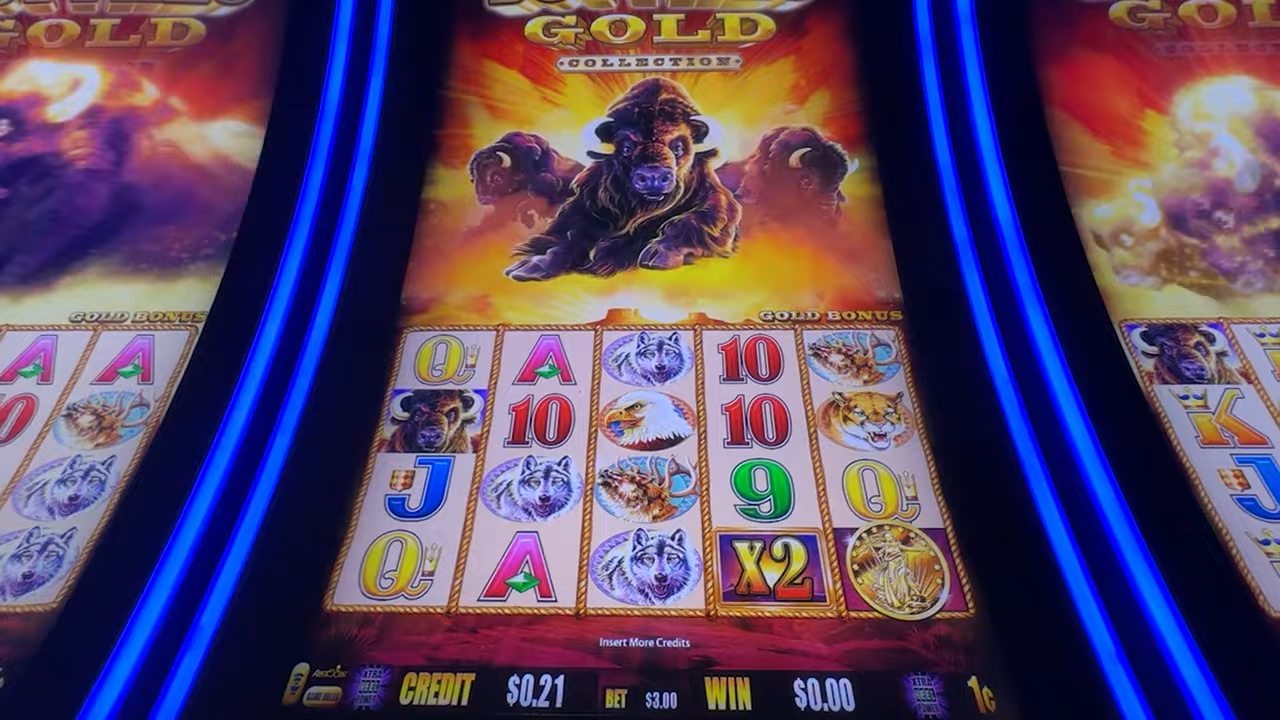 GOLD
GOLD
COLLECTION
GOLD BONUS
GOLD BONUS
A A
Q A 10
10 10
K
J 9 Q
J
Q A X2
Insert More Credits
CREDIT $0.21 BET $3.00 WIN $0.00 1¢